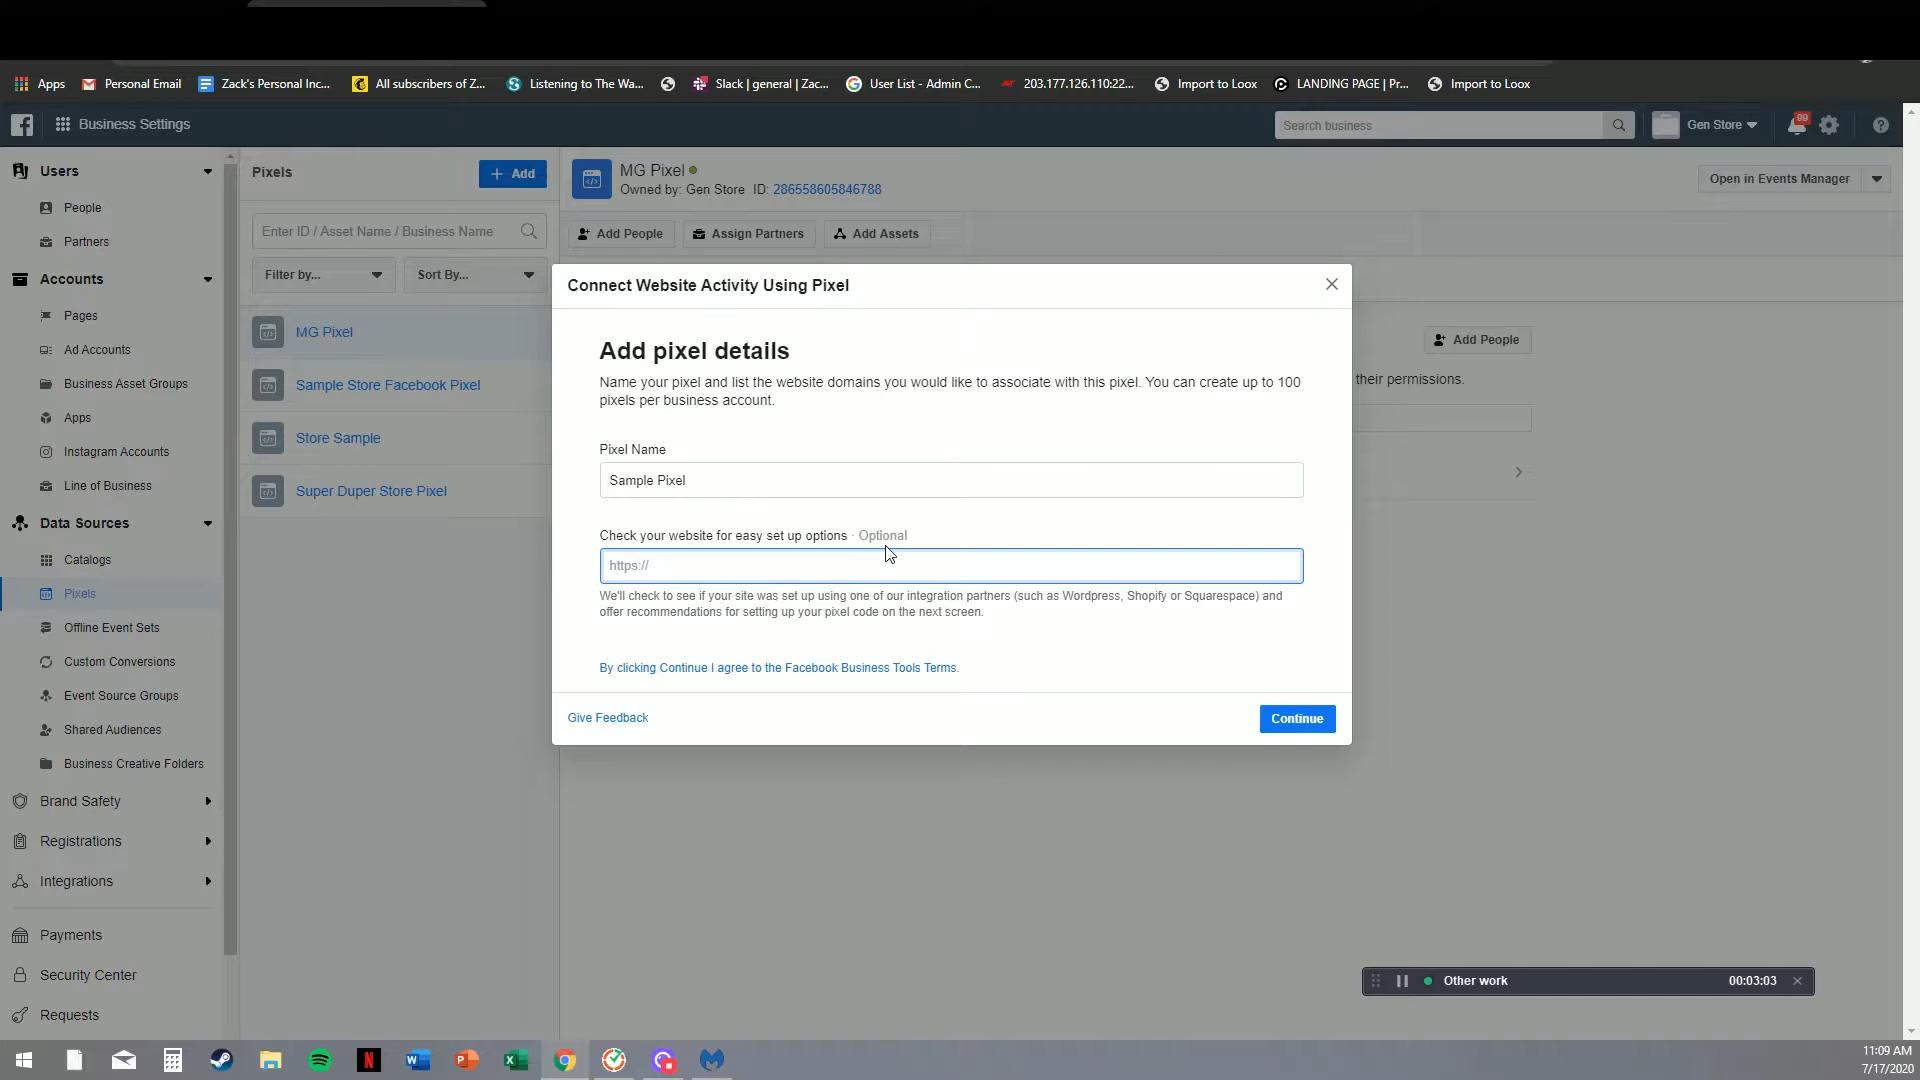 Apps
Personal Email
Zack's Personal Inc...
All subscribers of Z...
Listening to The Wa...
Slack | general | Zac...
User List - Admin C...
203.177.126.110:22...
Import to Loox
LANDING PAGE | Pr...
Import to Loox
Business Settings
Search business
Gen Store
99
Users
People
Partners
Accounts
Pages
Ad Accounts
Business Asset Groups
Apps
Instagram Accounts
Line of Business
Data Sources
Catalogs
Pixels
Offline Event Sets
Custom Conversions
Event Source Groups
Shared Audiences
Business Creative Folders
Brand Safety
Registrations
Integrations
Payments
Security Center
Requests
Pixels
+ Add
Enter ID / Asset Name / Business Name
Filter by...
Sort By...
MG Pixel
Sample Store Facebook Pixel
Store Sample
Super Duper Store Pixel
MG Pixel
Owned by: Gen Store ID: 286558605846788
Open in Events Manager
Add People
Assign Partners
Add Assets
Add People
their permissions.
Connect Website Activity Using Pixel
Add pixel details
Name your pixel and list the website domains you would like to associate with this pixel. You can create up to 100
pixels per business account.
Pixel Name
Sample Pixel
Check your website for easy set up options · Optional
https://
We'll check to see if your site was set up using one of our integration partners (such as Wordpress, Shopify or Squarespace) and
offer recommendations for setting up your pixel code on the next screen.
By clicking Continue I agree to the Facebook Business Tools Terms.
Give Feedback
Continue
Other work
00:03:03
11:09 AM
7/17/2020